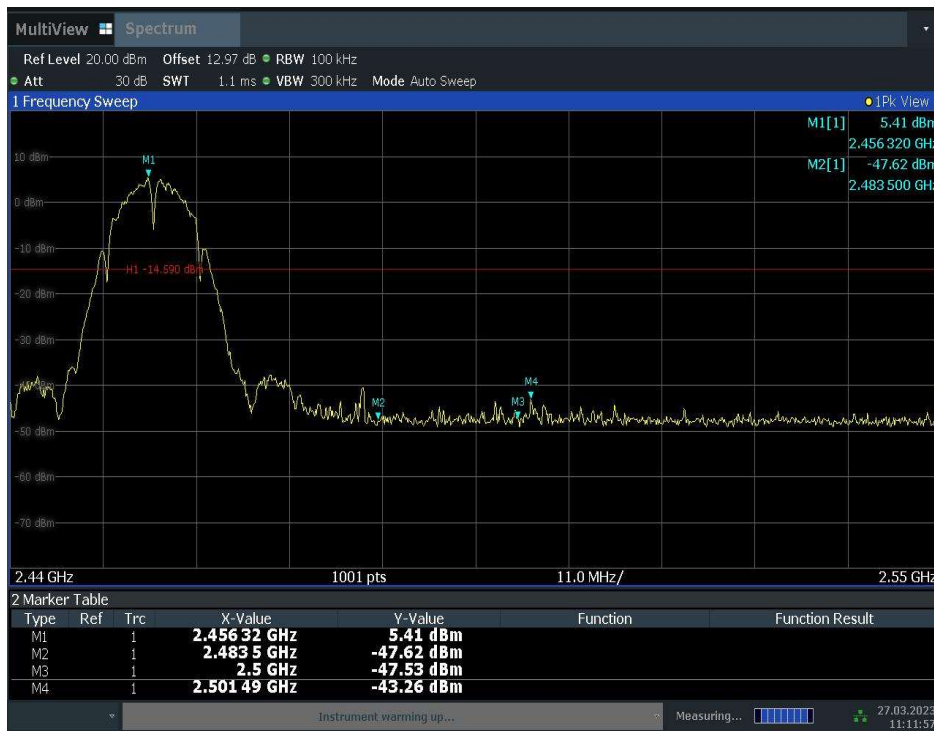 MultiView Spectrum
Ref Level 20.00 dBm Offset 12.97 dB RBW 100 kHz
Att 30 dB SWT 1.1 ms VBW 300 kHz Mode Auto Sweep
1 Frequency Sweep 1Pk View
M1[1] 5.41 dBm
2.456 320 GHz
M2[1] -47.62 dBm
2.483 500 GHz
10 dBm
M1
0 dBm
-10 dBm
H1 -14.590 dBm
-20 dBm
-30 dBm
M4
M2
M3
-50 dBm
-60 dBm
-70 dBm
2.44 GHz 1001 pts 11.0 MHz/ 2.55 GHz
2 Marker Table
Type Ref Trc X-Value Y-Value Function Function Result
M1 1 2.456 32 GHz 5.41 dBm
M2 1 2.483 5 GHz -47.62 dBm
M3 1 2.5 GHz -47.53 dBm
M4 1 2.501 49 GHz -43.26 dBm
Instrument warming up... Measuring... 27.03.2023
11:11:57